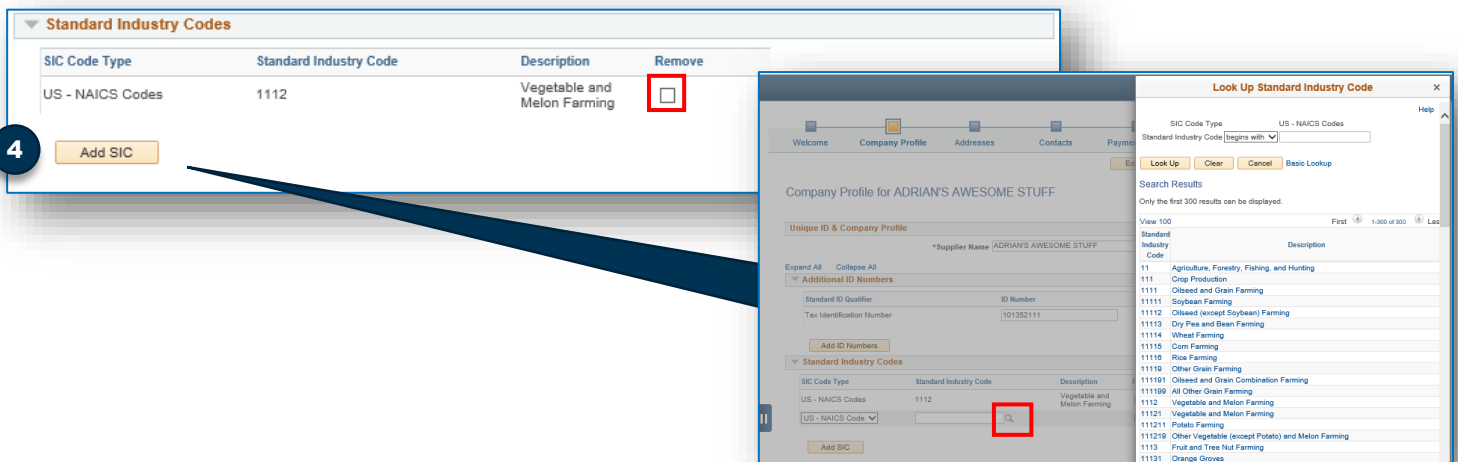 Standard Industry Codes
SIC Code Type Standard Industry Code Description Remove
US - NAICS Codes 1112 Vegetable and
Melon Farming
4
Add SIC
Welcome Company Profile Addresses Contacts
Company Profile for ADRIAN'S AWESOME STUFF
Unique ID & Company Profile
*Supplier Name ADRIAN'S AWESOME STUFF
Expand All Collapse All
Additional ID Numbers
Standard ID Qualifier ID Number
Tax Identification Number 101352111
Add ID Numbers
Standard Industry Codes
SIC Code Type Standard Industry Code Description
US - NAICS Codes 1112 Vegetable and
Melon Farming
US - NAICS Code
Add SIC
Look Up Standard Industry Code ×
Help
SIC Code Type US - NAICS Codes
Standard Industry Code begins with
Look Up Clear Cancel Basic Lookup
Search Results
Only the first 300 results can be displayed.
View 100 First 1-300 of 300 Las
Standard
Industry
Code
Description
11 Agriculture, Forestry, Fishing, and Hunting
111 Crop Production
1111 Oilseed and Grain Farming
11111 Soybean Farming
11112 Oilseed (except Soybean) Farming
11113 Dry Pea and Bean Farming
11114 Wheat Farming
11115 Corn Farming
11116 Rice Farming
11119 Other Grain Farming
111191 Oilseed and Grain Combination Farming
111199 All Other Grain Farming
1112 Vegetable and Melon Farming
11121 Vegetable and Melon Farming
111211 Potato Farming
111219 Other Vegetable (except Potato) and Melon Farming
1113 Fruit and Tree Nut Farming
11131 Orange Groves